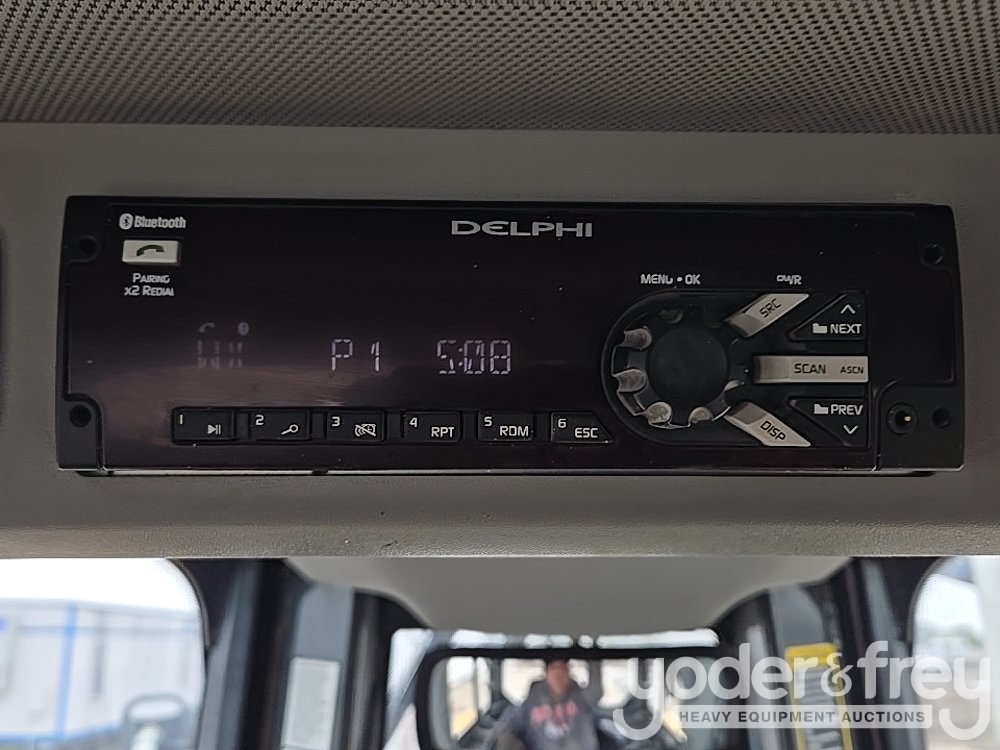 Bluetooth
DELPHI
PAIRING
x2 REDIAL
MENU • OK
PWR
SRC
NEXT
WX P1 5:08
SCAN ASCN
PREV
DISP
1 2 3 4 RPT 5 RDM 6 ESC
yoder&frey
HEAVY EQUIPMENT AUCTIONS